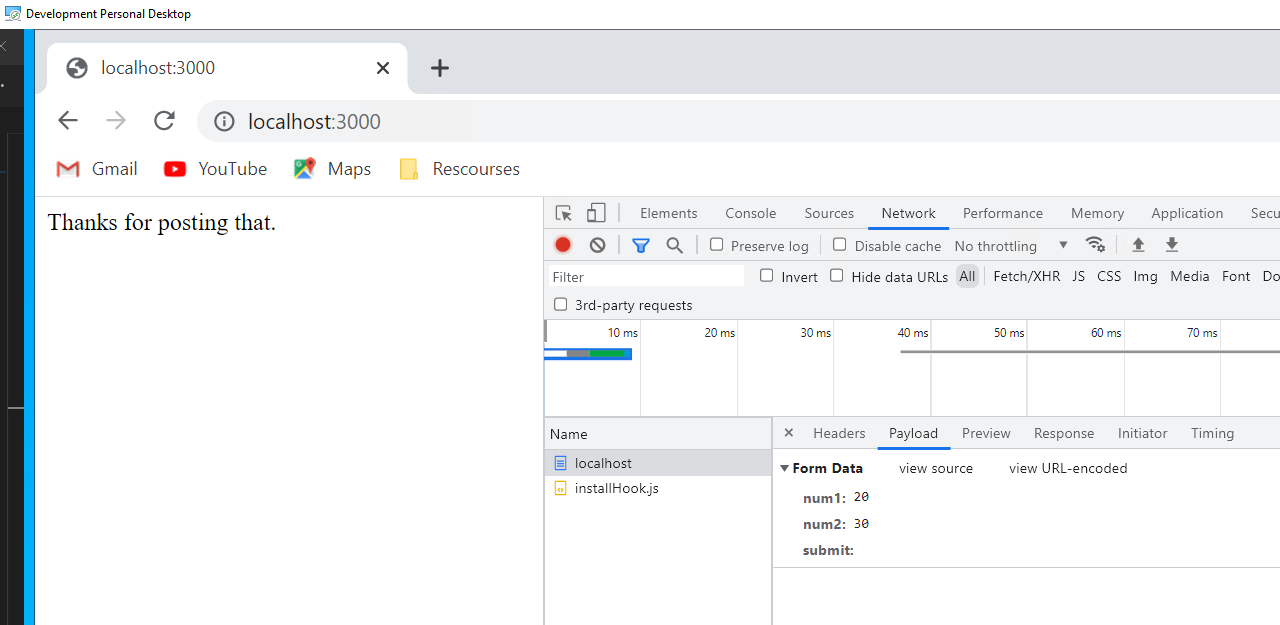 Development Personal Desktop
localhost:3000
localhost:3000
Gmail YouTube Maps Rescourses
Thanks for posting that.
Elements Console Sources Network Performance Memory Application Secu
Preserve log Disable cache No throttling
Filter Invert Hide data URLs All Fetch/XHR JS CSS Img Media Font Do
3rd-party requests
10 ms 20 ms 30 ms 40 ms 50 ms 60 ms 70 ms
Name
localhost
installHook.js
Headers Payload Preview Response Initiator Timing
Form Data view source view URL-encoded
num1: 20
num2: 30
submit: